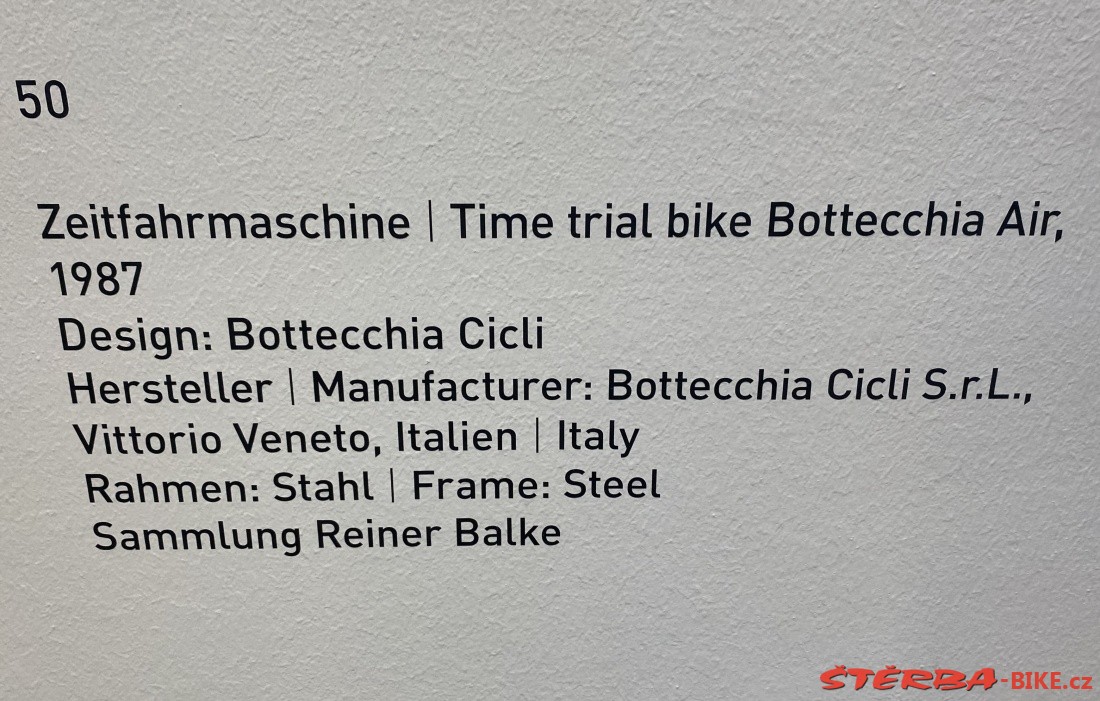 50
Zeitfahrmaschine | Time trial bike Bottecchia Air,
1987
Design: Bottecchia Cicli
Hersteller | Manufacturer: Bottecchia Cicli S.r.L.,
Vittorio Veneto, Italien | Italy
Rahmen: Stahl | Frame: Steel
Sammlung Reiner Balke
ŠTĚRBA-BIKE.cz